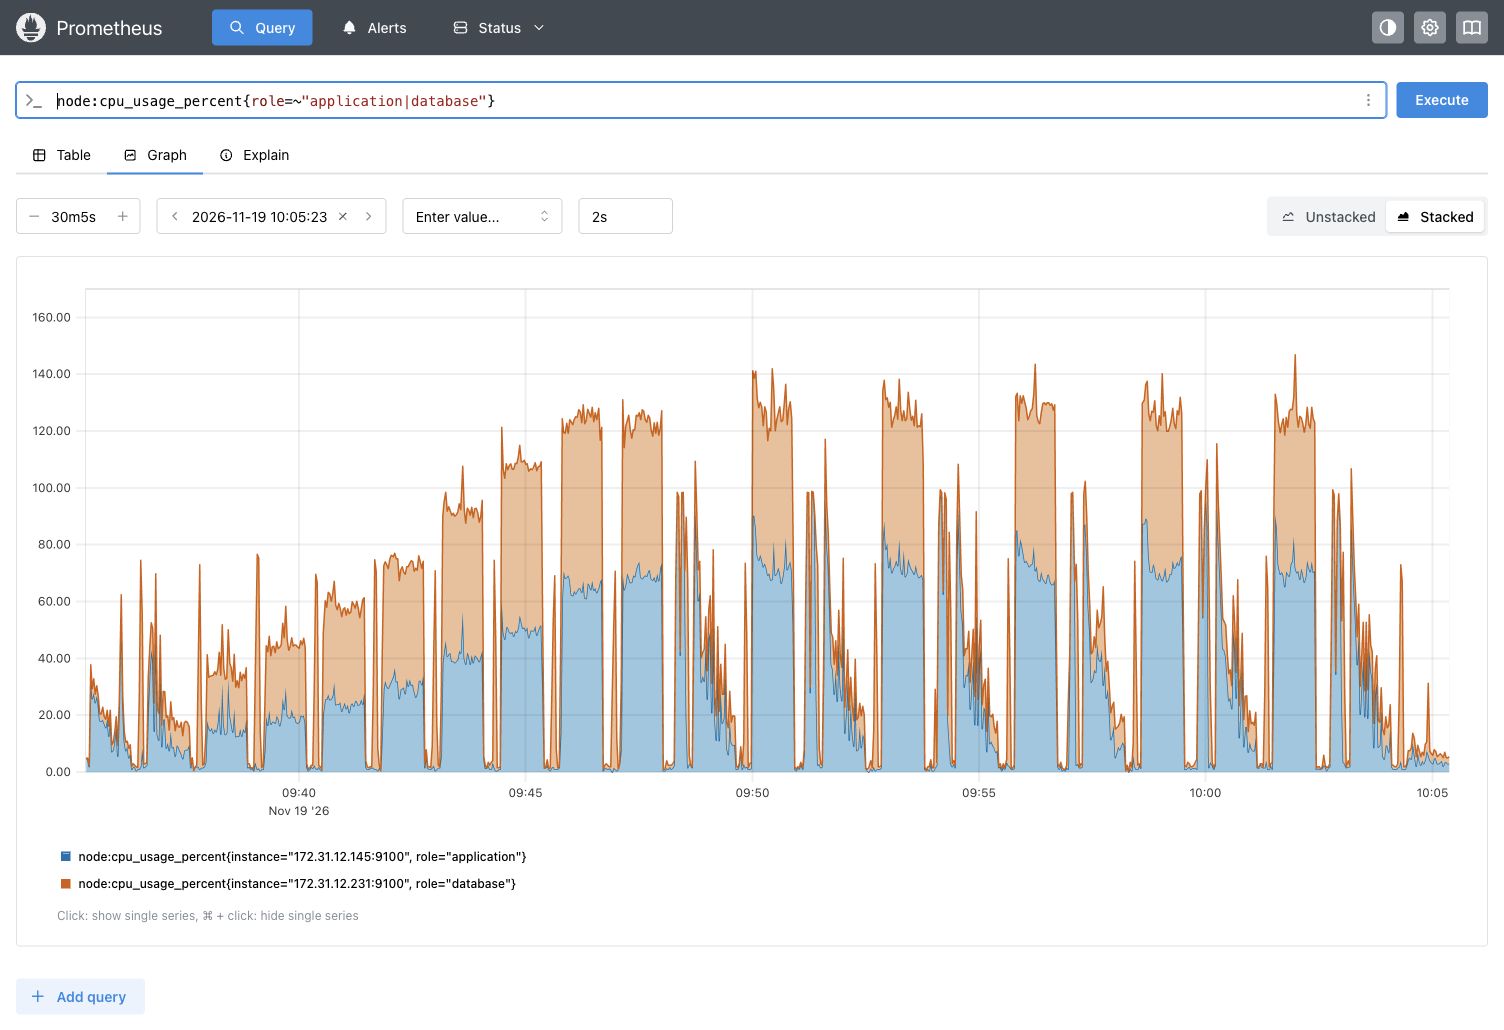 Prometheus Query Alerts Status
node:cpu_usage_percent{role=~"application|database"} Execute
Table Graph Explain
30m5s 2026-11-19 10:05:23 Enter value... 2s Unstacked Stacked
160.00
140.00
120.00
100.00
80.00
60.00
40.00
20.00
0.00
09:40 09:45 09:50 09:55 10:00 10:05
Nov 19 '26
node:cpu_usage_percent{instance="172.31.12.145:9100", role="application"}
node:cpu_usage_percent{instance="172.31.12.231:9100", role="database"}
Click: show single series, ⌘ + click: hide single series
Add query